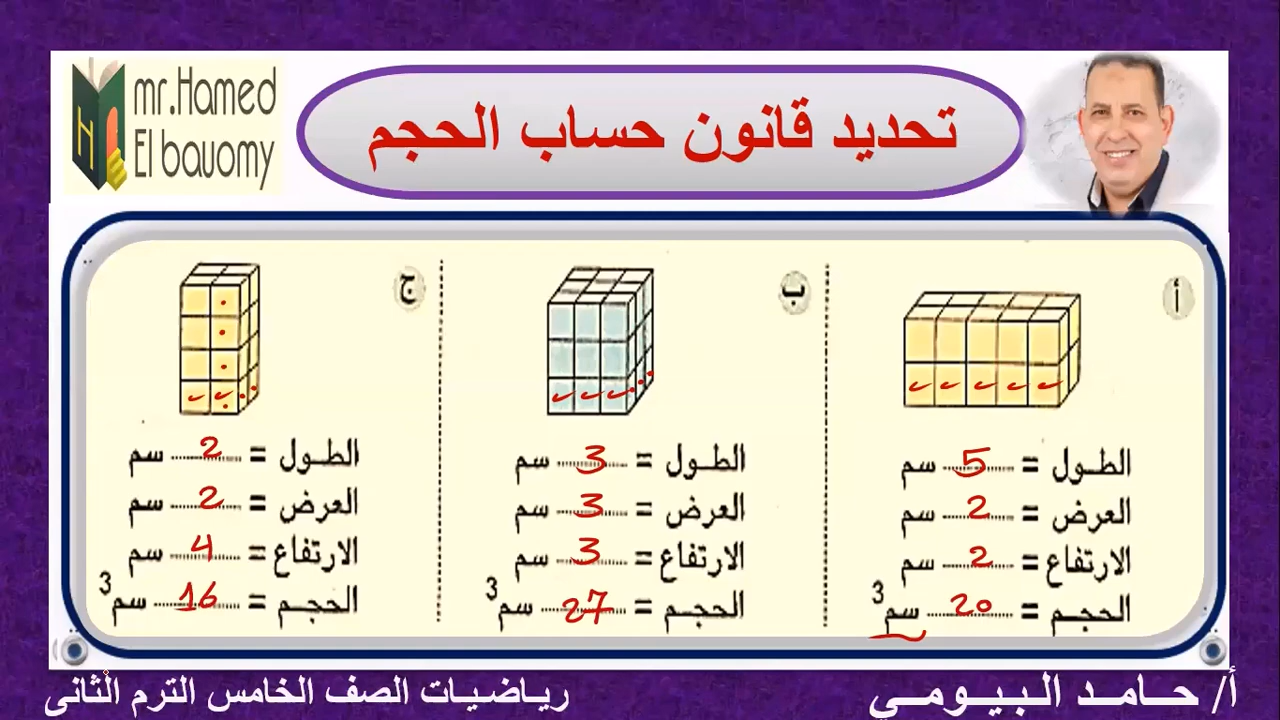 mr.Hamed
El bauomy
تحديد قانون حساب الحجم
أ
الطول = 5 سم
العرض = 2 سم
الارتفاع = 2 سم
الحجم = 20 سم3
ب
الطول = 3 سم
العرض = 3 سم
الارتفاع = 3 سم
الحجم = 27 سم3
ج
الطول = 2 سم
العرض = 2 سم
الارتفاع = 4 سم
الحجم = 16 سم3
أ/ حامد البيومي
رياضيات الصف الخامس الترم الثانى